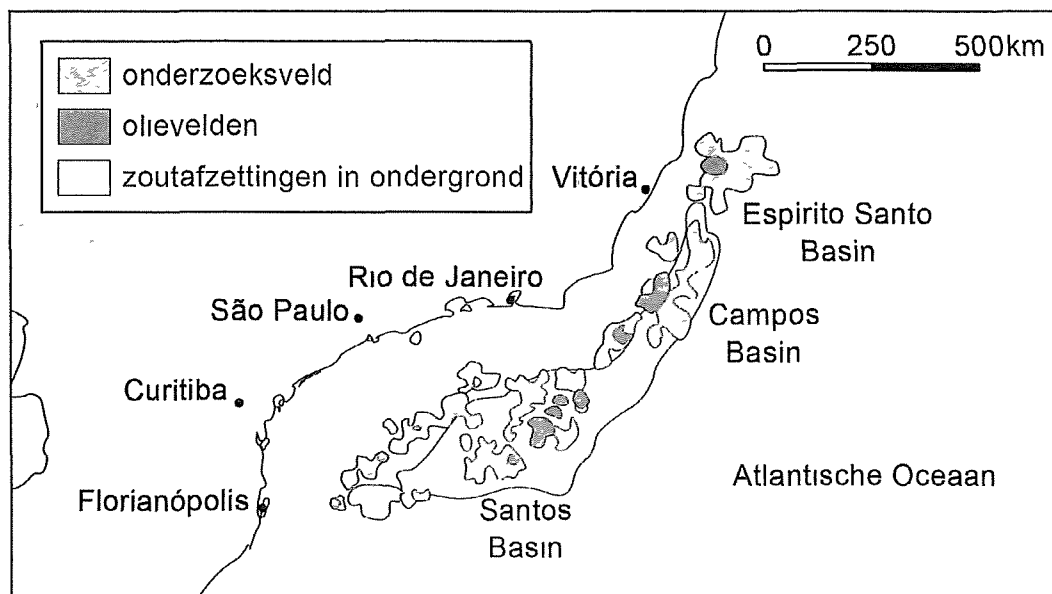 0 250 500km
onderzoeksveld
olievelden
zoutafzettingen in ondergrond
Vitória
Espirito Santo
Basin
Rio de Janeiro
São Paulo
Campos
Basin
Curitiba
Atlantische Oceaan
Florianópolis
Santos
Basin